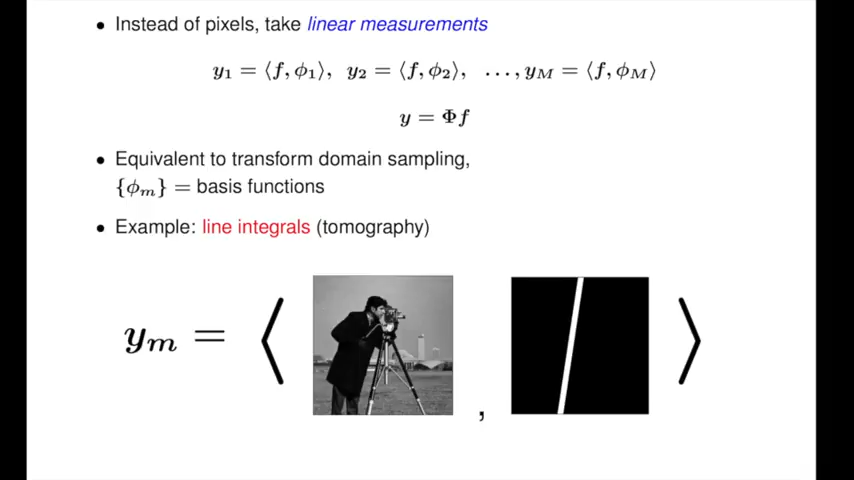 • Instead of pixels, take linear measurements
y₁ = ⟨f, ϕ₁⟩, y₂ = ⟨f, ϕ₂⟩, ..., y_M = ⟨f, ϕ_M⟩
y = Φf
• Equivalent to transform domain sampling,
{ϕ_m} = basis functions
• Example: line integrals (tomography)
y_m = ⟨ , ⟩